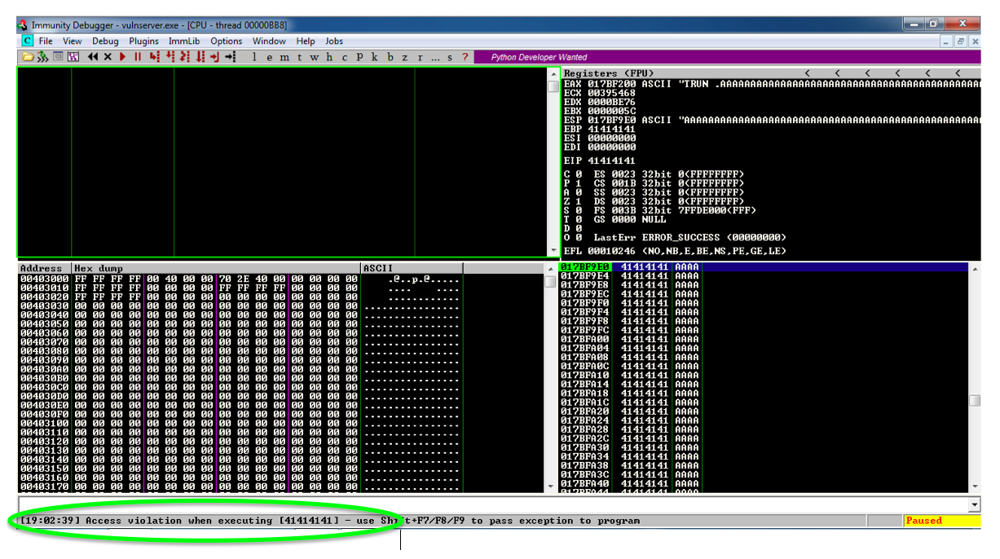 Immunity Debugger - vulnserver.exe - [CPU - thread 00000BB8]
C File View Debug Plugins ImmLib Options Window Help Jobs
l e m t w h c P k b z r ... s ? Python Developer Wanted
Registers (FPU) < < < < < <
EAX 017BF200 ASCII "TRUN .AAAAAAAAAAAAAAAAAAAAAAAAAAAAAAAAAAAAAAAAAAA
ECX 00395468
EDX 0000BE76
EBX 0000005C
ESP 017BF9E0 ASCII "AAAAAAAAAAAAAAAAAAAAAAAAAAAAAAAAAAAAAAAAAAAAAAAAA
EBP 41414141
ESI 00000000
EDI 00000000
EIP 41414141
C 0 ES 0023 32bit 0(FFFFFFFF)
P 1 CS 001B 32bit 0(FFFFFFFF)
A 0 SS 0023 32bit 0(FFFFFFFF)
Z 1 DS 0023 32bit 0(FFFFFFFF)
S 0 FS 003B 32bit 7FFDE000(FFF)
T 0 GS 0000 NULL
D 0
O 0 LastErr ERROR_SUCCESS (00000000)
EFL 00010246 (NO,NB,E,BE,NS,PE,GE,LE)
Address Hex dump ASCII
00403000 FF FF FF FF 00 40 00 00 70 2E 40 00 00 00 00 00 .@..p.@.....
00403010 FF FF FF FF 00 00 00 00 FF FF FF FF 00 00 00 00 .... ....
00403020 FF FF FF FF 00 00 00 00 00 00 00 00 00 00 00 00 ............
00403030 00 00 00 00 00 00 00 00 00 00 00 00 00 00 00 00 ................
00403040 00 00 00 00 00 00 00 00 00 00 00 00 00 00 00 00 ................
00403050 00 00 00 00 00 00 00 00 00 00 00 00 00 00 00 00 ................
00403060 00 00 00 00 00 00 00 00 00 00 00 00 00 00 00 00 ................
00403070 00 00 00 00 00 00 00 00 00 00 00 00 00 00 00 00 ................
00403080 00 00 00 00 00 00 00 00 00 00 00 00 00 00 00 00 ................
00403090 00 00 00 00 00 00 00 00 00 00 00 00 00 00 00 00 ................
004030A0 00 00 00 00 00 00 00 00 00 00 00 00 00 00 00 00 ................
004030B0 00 00 00 00 00 00 00 00 00 00 00 00 00 00 00 00 ................
004030C0 00 00 00 00 00 00 00 00 00 00 00 00 00 00 00 00 ................
004030D0 00 00 00 00 00 00 00 00 00 00 00 00 00 00 00 00 ................
004030E0 00 00 00 00 00 00 00 00 00 00 00 00 00 00 00 00 ................
004030F0 00 00 00 00 00 00 00 00 00 00 00 00 00 00 00 00 ................
00403100 00 00 00 00 00 00 00 00 00 00 00 00 00 00 00 00 ................
00403110 00 00 00 00 00 00 00 00 00 00 00 00 00 00 00 00 ................
00403120 00 00 00 00 00 00 00 00 00 00 00 00 00 00 00 00 ................
00403130 00 00 00 00 00 00 00 00 00 00 00 00 00 00 00 00 ................
00403140 00 00 00 00 00 00 00 00 00 00 00 00 00 00 00 00 ................
00403150 00 00 00 00 00 00 00 00 00 00 00 00 00 00 00 00 ................
00403160 00 00 00 00 00 00 00 00 00 00 00 00 00 00 00 00 ................
00403170 00 00 00 00 00 00 00 00 00 00 00 00 00 00 00 00 ................
017BF9E0 41414141 AAAA
017BF9E4 41414141 AAAA
017BF9E8 41414141 AAAA
017BF9EC 41414141 AAAA
017BF9F0 41414141 AAAA
017BF9F4 41414141 AAAA
017BF9F8 41414141 AAAA
017BF9FC 41414141 AAAA
017BFA00 41414141 AAAA
017BFA04 41414141 AAAA
017BFA08 41414141 AAAA
017BFA0C 41414141 AAAA
017BFA10 41414141 AAAA
017BFA14 41414141 AAAA
017BFA18 41414141 AAAA
017BFA1C 41414141 AAAA
017BFA20 41414141 AAAA
017BFA24 41414141 AAAA
017BFA28 41414141 AAAA
017BFA2C 41414141 AAAA
017BFA30 41414141 AAAA
017BFA34 41414141 AAAA
017BFA38 41414141 AAAA
017BFA3C 41414141 AAAA
017BFA40 41414141 AAAA
017BFA44 41414141 AAAA
[19:02:39] Access violation when executing [41414141] - use Shift+F7/F8/F9 to pass exception to program Paused